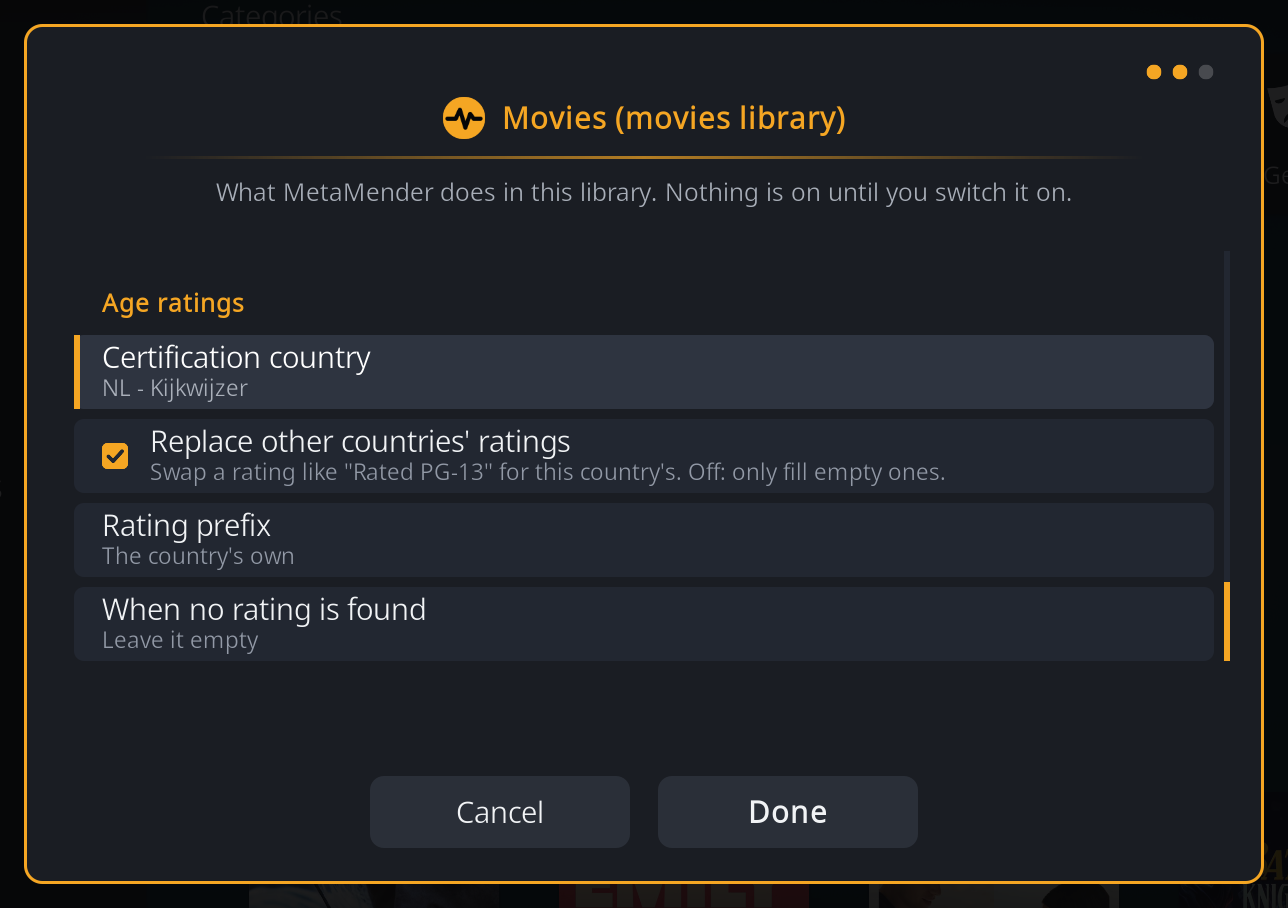 Categories
Movies (movies library)
What MetaMender does in this library. Nothing is on until you switch it on.
Age ratings
Certification country
NL - Kijkwijzer
Replace other countries' ratings
Swap a rating like "Rated PG-13" for this country's. Off: only fill empty ones.
Rating prefix
The country's own
When no rating is found
Leave it empty
Cancel
Done